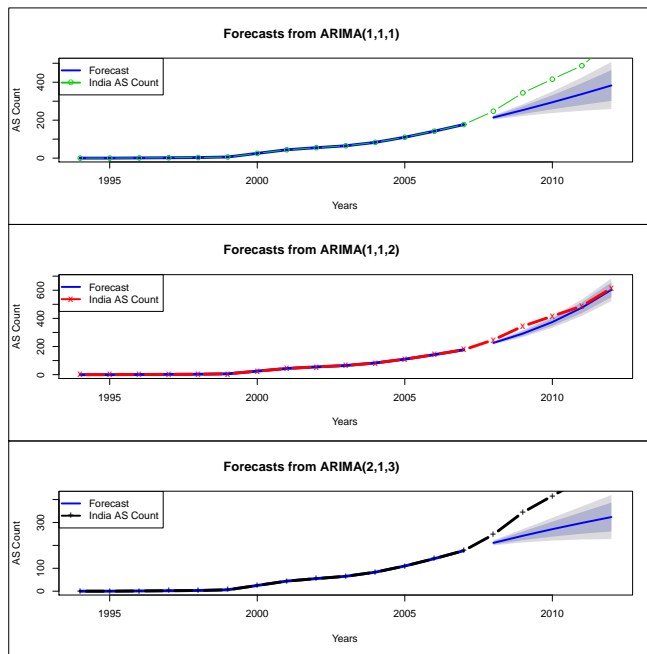 Forecasts from ARIMA(1,1,1)
Forecast
India AS Count
AS Count
0 200 400
1995 2000 2005 2010
Years
Forecasts from ARIMA(1,1,2)
Forecast
India AS Count
AS Count
0 200 400 600
1995 2000 2005 2010
Years
Forecasts from ARIMA(2,1,3)
Forecast
India AS Count
AS Count
0 100 300
1995 2000 2005 2010
Years